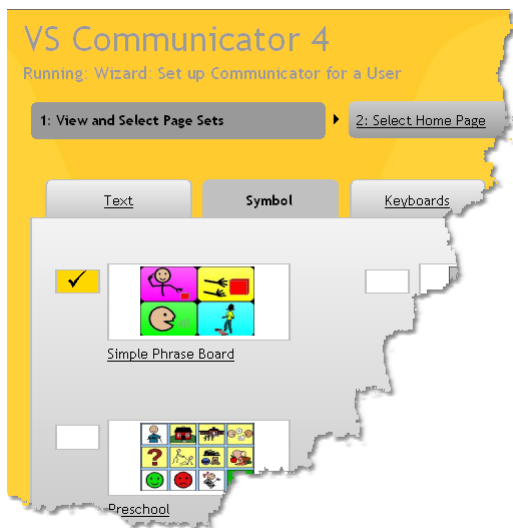 VS Communicator 4
Running: Wizard: Set up Communicator for a User
1: View and Select Page Sets
2: Select Home Page
Text
Symbol
Keyboards
Simple Phrase Board
?
Preschool